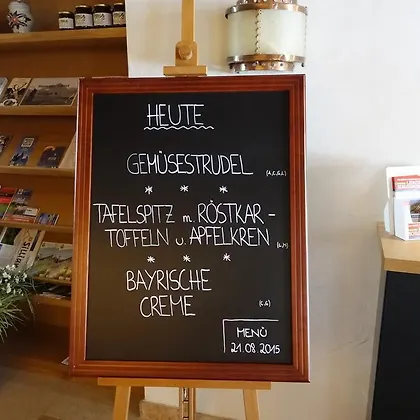 HEUTE
GEMÜSESTRUDEL
* * *
TAFELSPITZ m. RÖSTKAR-
TOFFELN u. APFELKREN
* * *
BAYRISCHE
CREME
MENÜ
21.08.2015